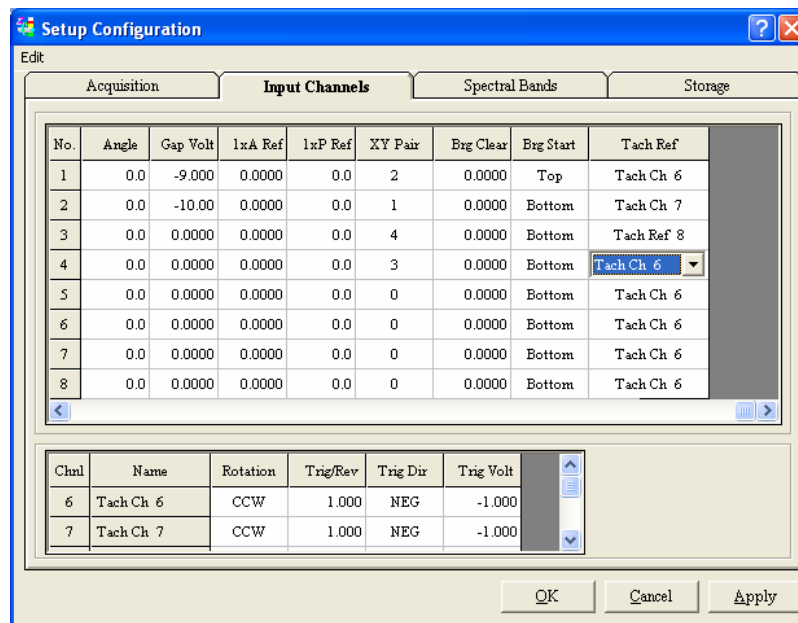 Setup Configuration
Edit
Acquisition Input Channels Spectral Bands Storage
No. Angle Gap Volt 1xA Ref 1xP Ref XY Pair Brg Clear Brg Start Tach Ref
1 0.0 -9.000 0.0000 0.0 2 0.0000 Top Tach Ch 6
2 0.0 -10.00 0.0000 0.0 1 0.0000 Bottom Tach Ch 7
3 0.0 0.0000 0.0000 0.0 4 0.0000 Bottom Tach Ref 8
4 0.0 0.0000 0.0000 0.0 3 0.0000 Bottom Tach Ch 6
5 0.0 0.0000 0.0000 0.0 0 0.0000 Bottom Tach Ch 6
6 0.0 0.0000 0.0000 0.0 0 0.0000 Bottom Tach Ch 6
7 0.0 0.0000 0.0000 0.0 0 0.0000 Bottom Tach Ch 6
8 0.0 0.0000 0.0000 0.0 0 0.0000 Bottom Tach Ch 6
Chnl Name Rotation Trig/Rev Trig Dir Trig Volt
6 Tach Ch 6 CCW 1.000 NEG -1.000
7 Tach Ch 7 CCW 1.000 NEG -1.000
OK Cancel Apply